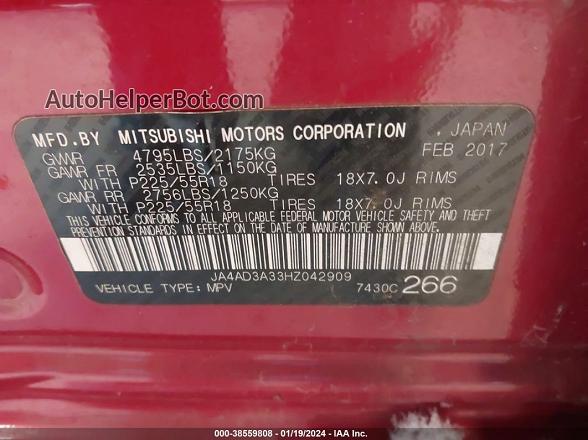 AutoHelperBot.com
MFD.BY MITSUBISHI MOTORS CORPORATION , JAPAN
GVWR 4795LBS/2175KG FEB 2017
GAWR FR 2535LBS/1150KG
WITH P225/55R18 TIRES 18X7.0J RIMS
GAWR RR 2756LBS/1250KG
WITH P225/55R18 TIRES 18X7.0J RIMS
THIS VEHICLE CONFORMS TO ALL APPLICABLE FEDERAL MOTOR VEHICLE SAFETY AND THEFT
PREVENTION STANDARDS IN EFFECT ON THE DATE OF MANUFACTURE SHOWN ABOVE.
JA4AD3A33HZ042909
VEHICLE TYPE: MPV 7430C 266
000-38559808 - 01/19/2024 - IAA Inc.